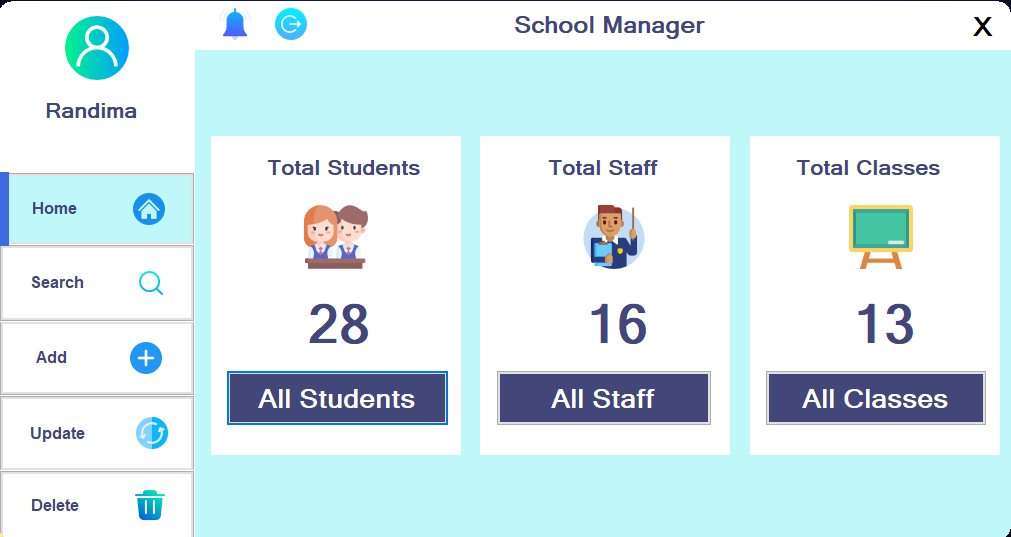 School Manager
X
Randima
Home
Search
Add
Update
Delete
Total Students
28
All Students
Total Staff
16
All Staff
Total Classes
13
All Classes